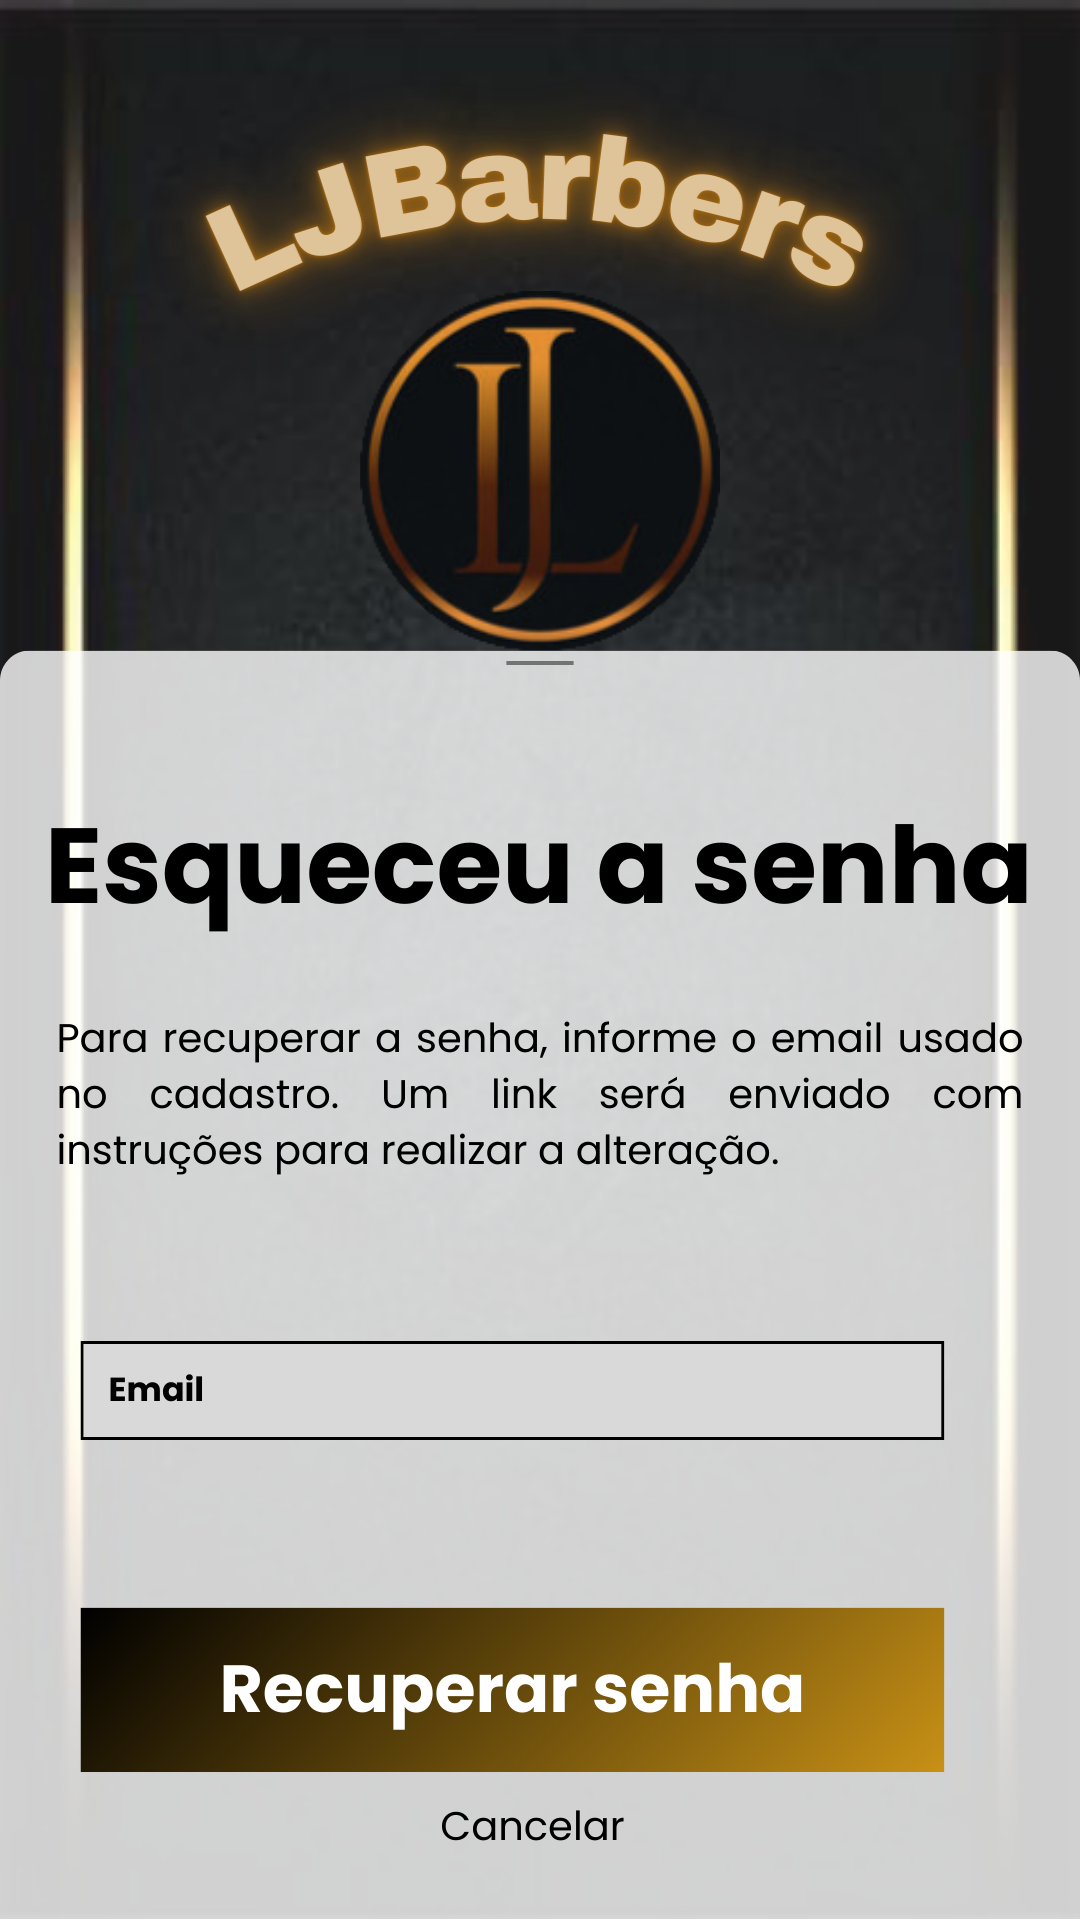 LJBarbers
LJ
Esqueceu a senha
Para recuperar a senha, informe o email usado
no cadastro. Um link será enviado com
instruções para realizar a alteração.
Email
Recuperar senha
Cancelar